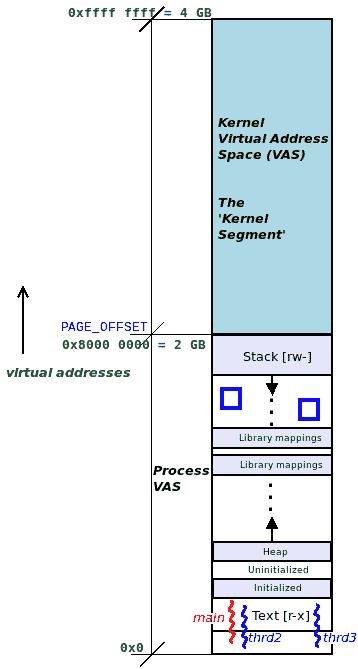 0xffff ffff = 4 GB
Kernel
Virtual Address
Space (VAS)
The
'Kernel
Segment'
PAGE_OFFSET
0x8000 0000 = 2 GB
Stack [rw-]
virtual addresses
Library mappings
Library mappings
Process
VAS
Heap
Uninitialized
Initialized
main
Text [r-x]
thrd2
thrd3
0x0